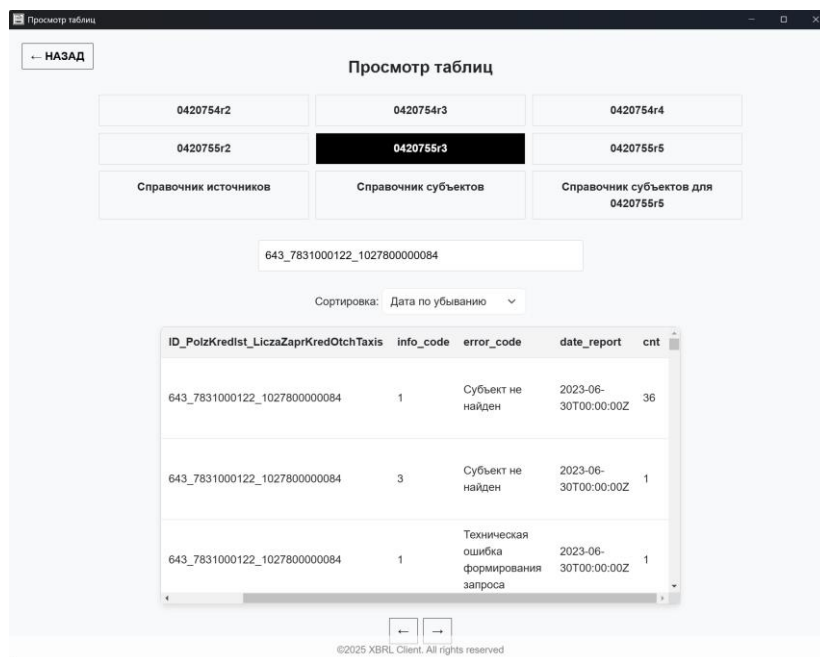 Просмотр таблиц
← НАЗАД
Просмотр таблиц
0420754r2 0420754r3 0420754r4
0420755r2 0420755r3 0420755r5
Справочник источников Справочник субъектов Справочник субъектов для
0420755r5
643_7831000122_1027800000084
Сортировка: Дата по убыванию
ID_PolzKredIst_LiczaZaprKredOtchTaxis info_code error_code date_report cnt
643_7831000122_1027800000084 1 Субъект не найден 2023-06-30T00:00:00Z 36
643_7831000122_1027800000084 3 Субъект не найден 2023-06-30T00:00:00Z 1
643_7831000122_1027800000084 1 Техническая ошибка формирования запроса 2023-06-30T00:00:00Z 1
← →
©2025 XBRL Client. All rights reserved